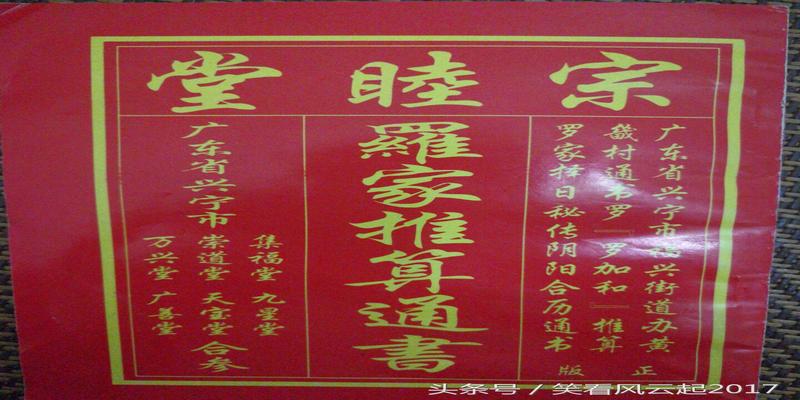 宗睦堂
广东省兴宁市福兴街道办黄
畿村通书罗『罗加和』推算
罗家择日秘传阴阳合历通书
正版
羅家推算通書
广东省兴宁市
集福堂 九星堂
崇道堂 天宝堂 合参
万兴堂 广善堂
头条号 / 笑看风云起2017